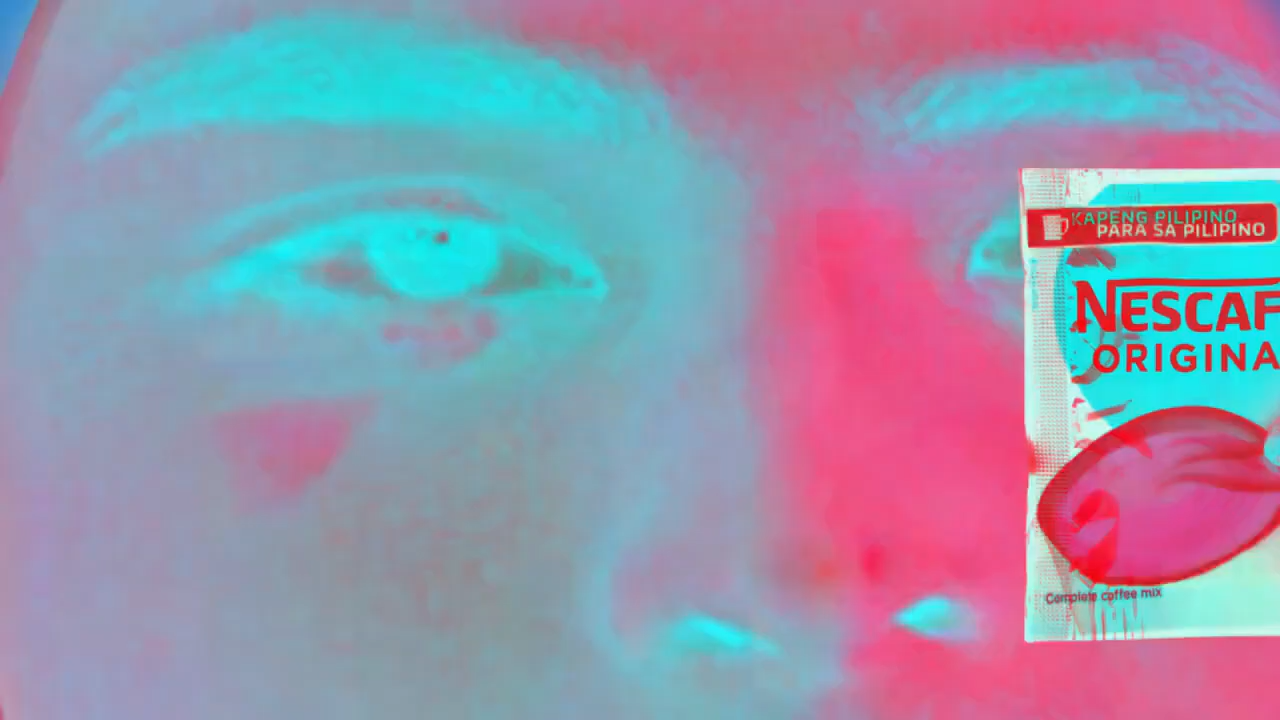 KAPENG PILIPINO
PARA SA PILIPINO
NESCAF
ORIGINA
Complete coffee mix